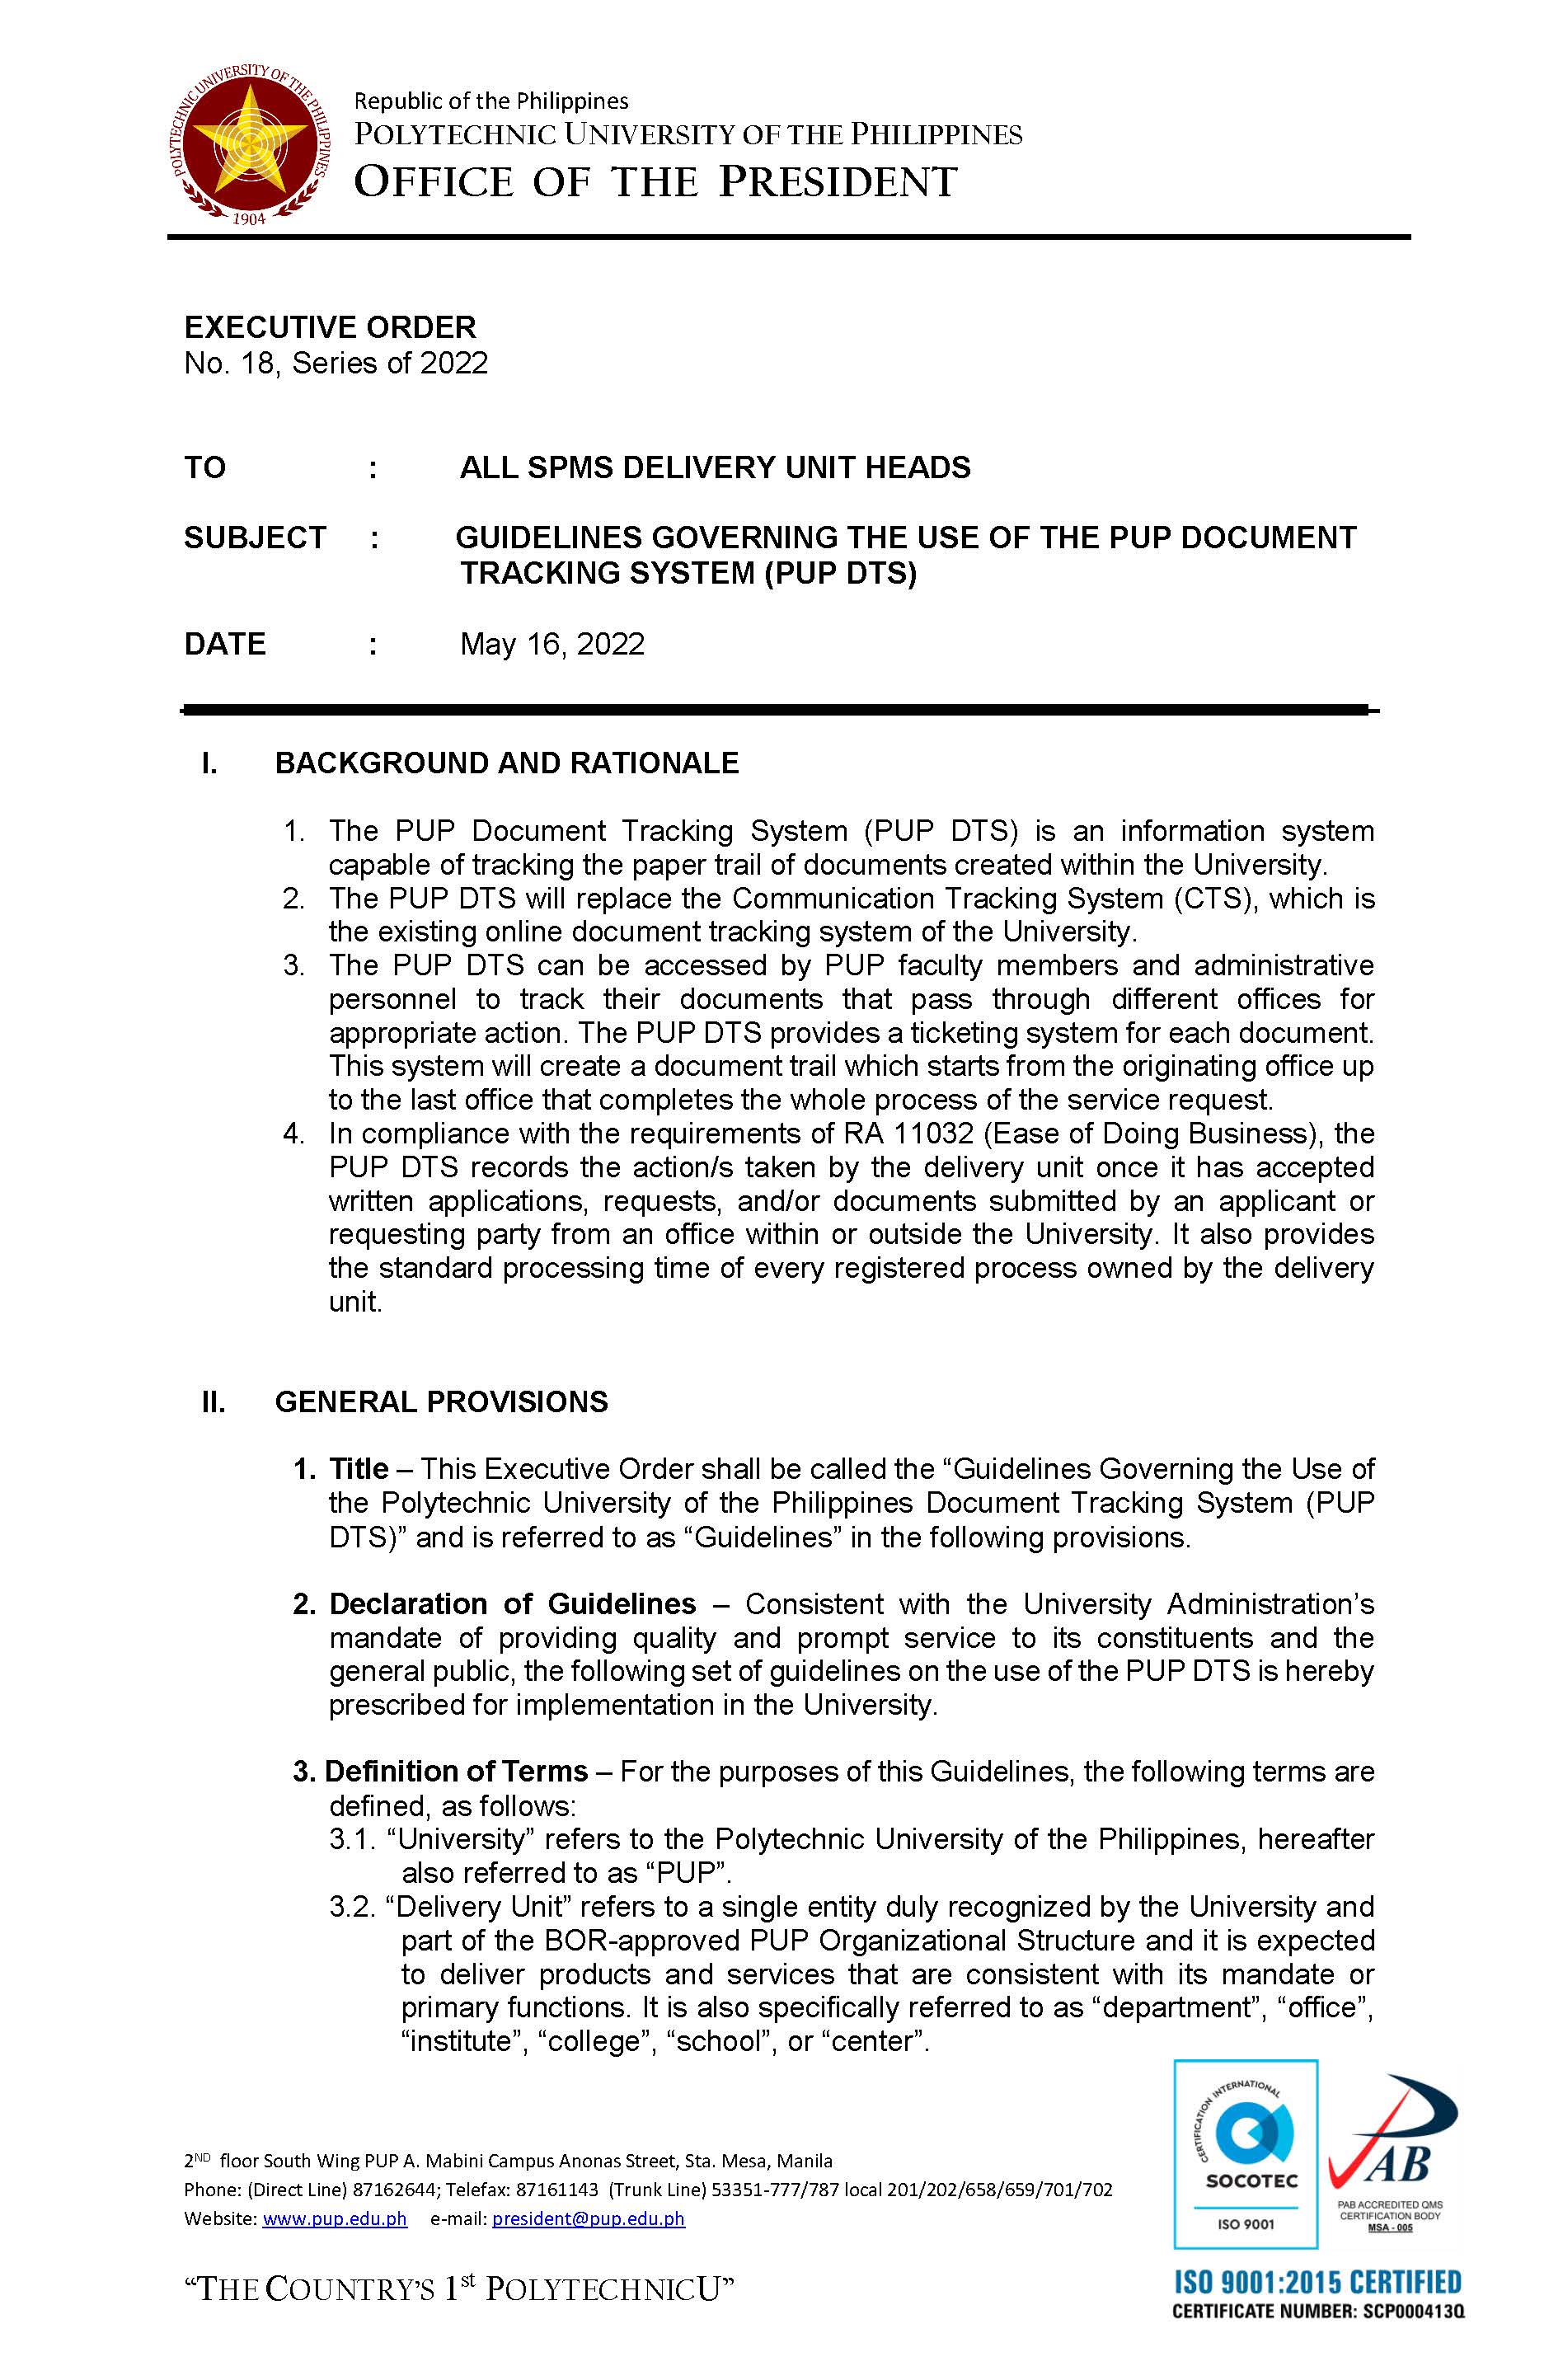 POLYTECHNIC UNIVERSITY OF THE PHILIPPINES
1904
Republic of the Philippines
POLYTECHNIC UNIVERSITY OF THE PHILIPPINES
OFFICE OF THE PRESIDENT
EXECUTIVE ORDER
No. 18, Series of 2022
TO : ALL SPMS DELIVERY UNIT HEADS
SUBJECT : GUIDELINES GOVERNING THE USE OF THE PUP DOCUMENT
TRACKING SYSTEM (PUP DTS)
DATE : May 16, 2022
I. BACKGROUND AND RATIONALE
1. The PUP Document Tracking System (PUP DTS) is an information system
capable of tracking the paper trail of documents created within the University.
2. The PUP DTS will replace the Communication Tracking System (CTS), which is
the existing online document tracking system of the University.
3. The PUP DTS can be accessed by PUP faculty members and administrative
personnel to track their documents that pass through different offices for
appropriate action. The PUP DTS provides a ticketing system for each document.
This system will create a document trail which starts from the originating office up
to the last office that completes the whole process of the service request.
4. In compliance with the requirements of RA 11032 (Ease of Doing Business), the
PUP DTS records the action/s taken by the delivery unit once it has accepted
written applications, requests, and/or documents submitted by an applicant or
requesting party from an office within or outside the University. It also provides
the standard processing time of every registered process owned by the delivery
unit.
II. GENERAL PROVISIONS
1. Title – This Executive Order shall be called the “Guidelines Governing the Use of
the Polytechnic University of the Philippines Document Tracking System (PUP
DTS)” and is referred to as “Guidelines” in the following provisions.
2. Declaration of Guidelines – Consistent with the University Administration’s
mandate of providing quality and prompt service to its constituents and the
general public, the following set of guidelines on the use of the PUP DTS is hereby
prescribed for implementation in the University.
3. Definition of Terms – For the purposes of this Guidelines, the following terms are
defined, as follows:
3.1. “University” refers to the Polytechnic University of the Philippines, hereafter
also referred to as “PUP”.
3.2. “Delivery Unit” refers to a single entity duly recognized by the University and
part of the BOR-approved PUP Organizational Structure and it is expected
to deliver products and services that are consistent with its mandate or
primary functions. It is also specifically referred to as “department”, “office”,
“institute”, “college”, “school”, or “center”.
2ND floor South Wing PUP A. Mabini Campus Anonas Street, Sta. Mesa, Manila
Phone: (Direct Line) 87162644; Telefax: 87161143 (Trunk Line) 53351-777/787 local 201/202/658/659/701/702
Website: www.pup.edu.ph e-mail: president@pup.edu.ph
“THE COUNTRY’S 1st POLYTECHNICU”
CERTIFICATION INTERNATIONAL
SOCOTEC
ISO 9001
PAB
PAB ACCREDITED QMS
CERTIFICATION BODY
MSA - 005
ISO 9001:2015 CERTIFIED
CERTIFICATE NUMBER: SCP000413Q